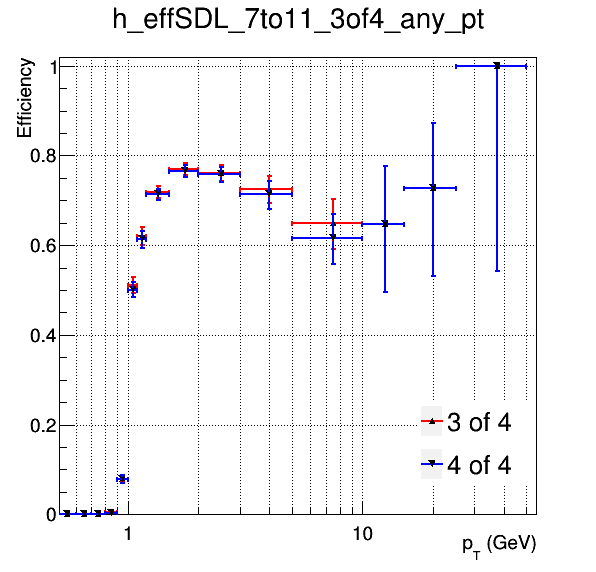 h_effSDL_7to11_3of4_any_pt
Efficiency
1
0.8
0.6
0.4
0.2
0
3 of 4
4 of 4
1 10
p_T (GeV)